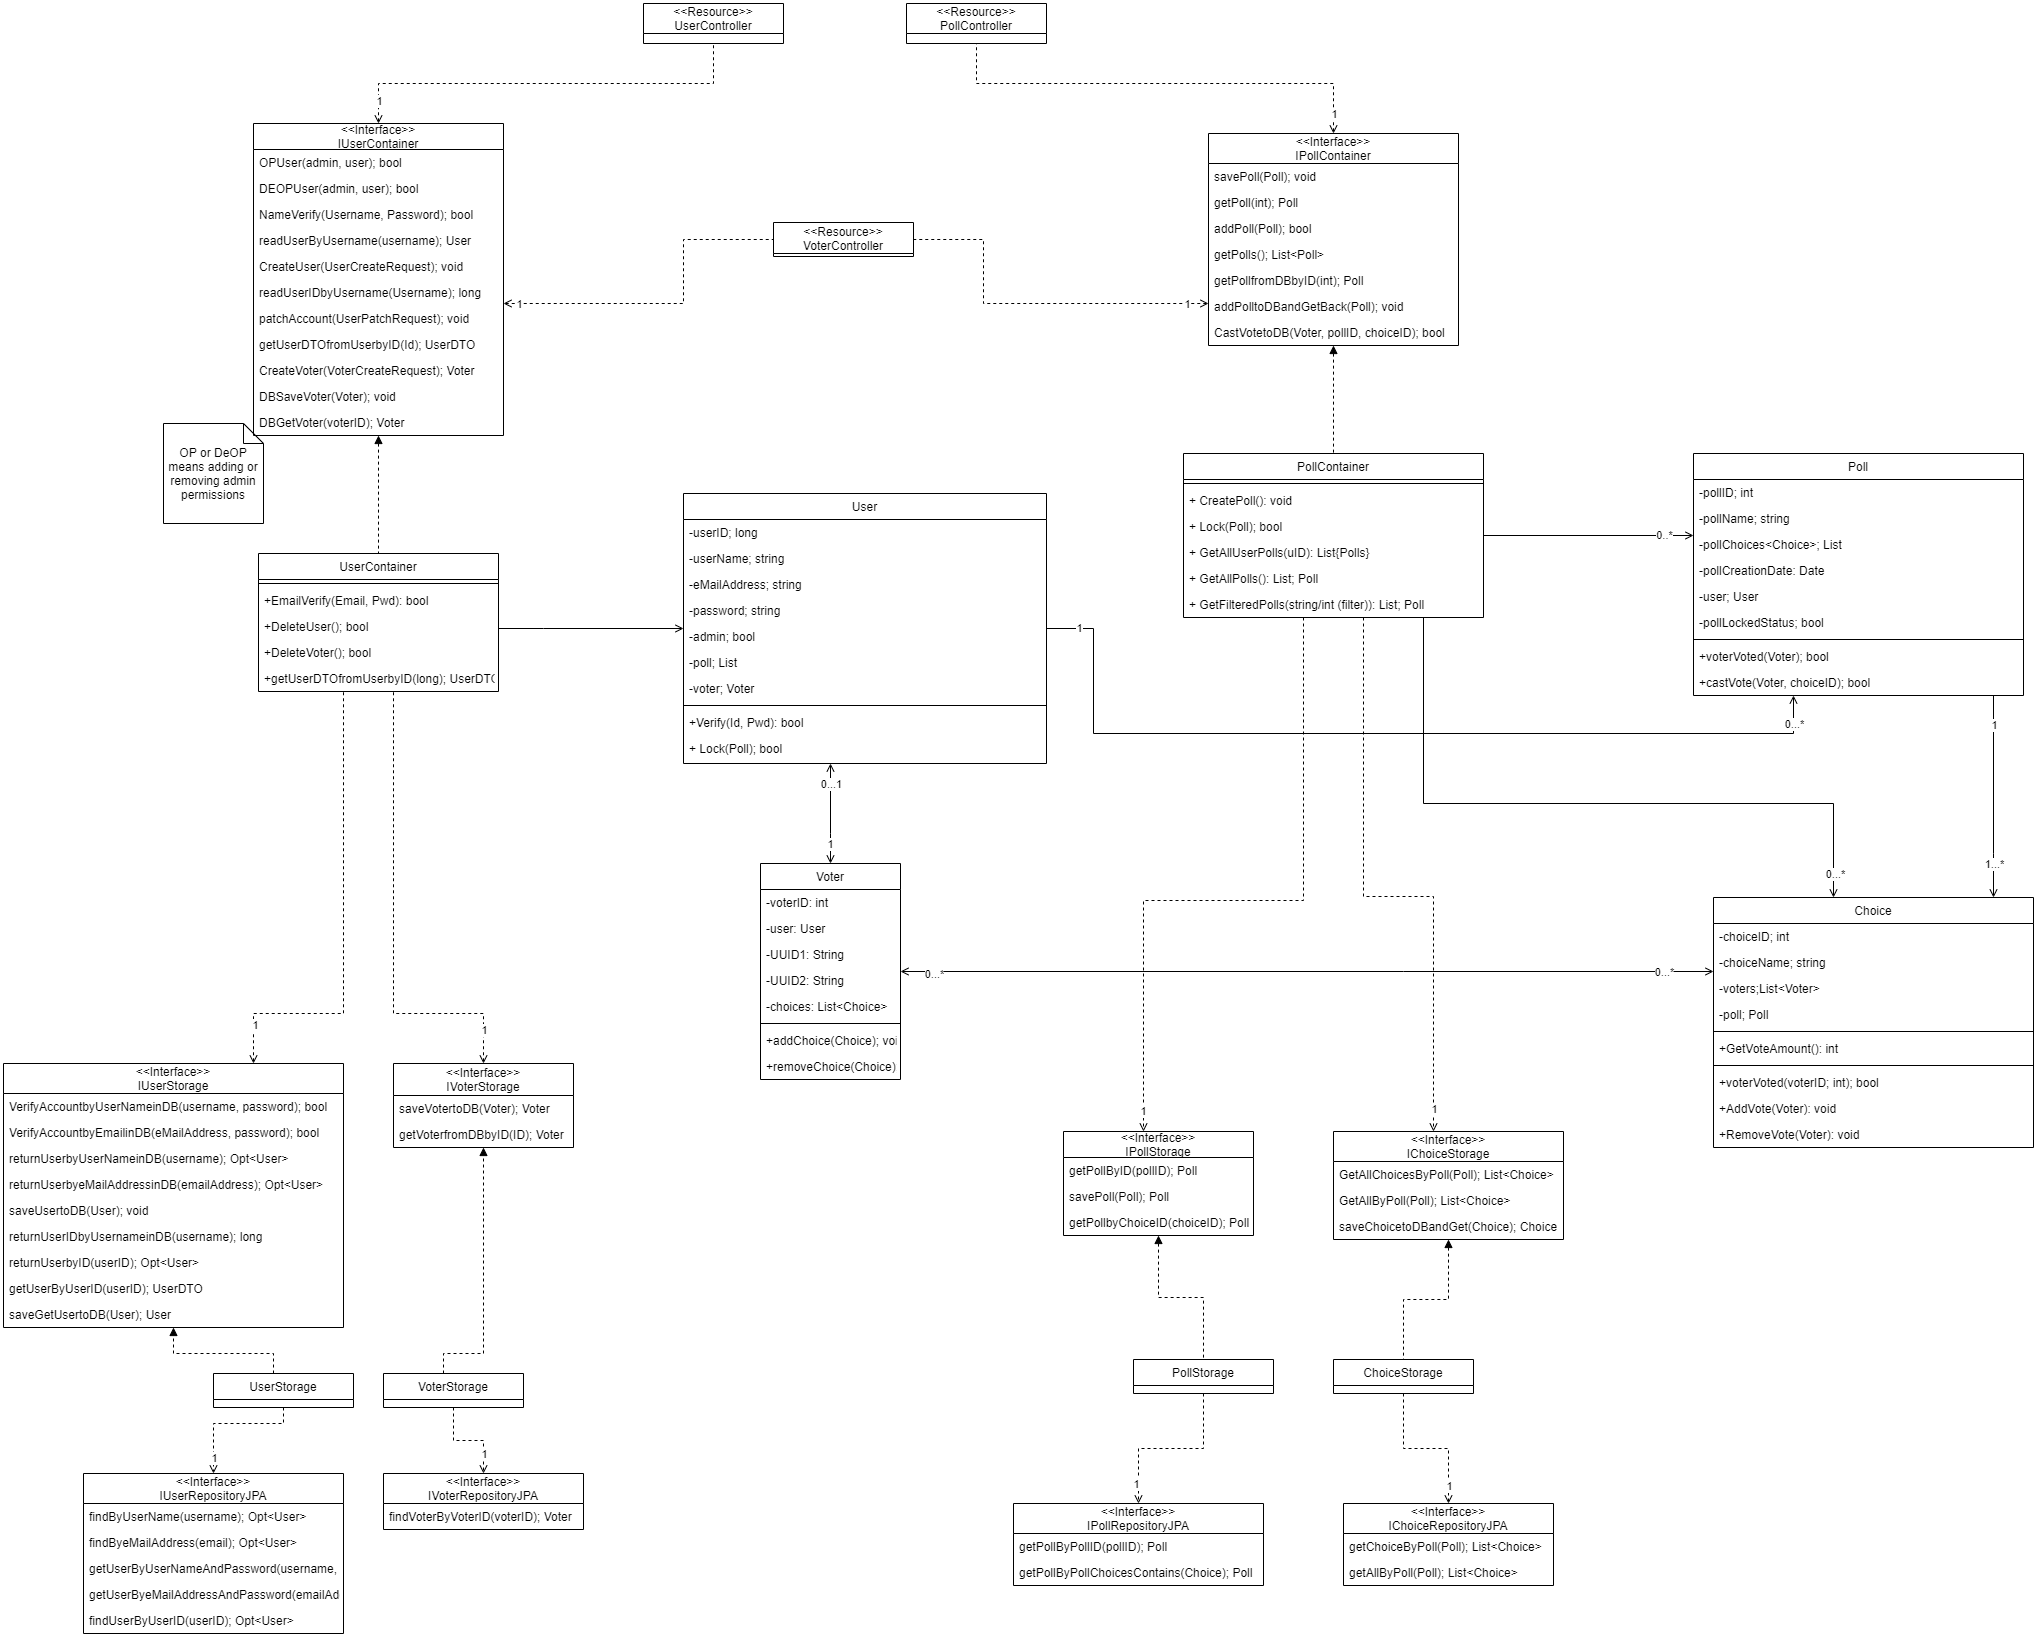 <<Resource>>
UserController
<<Resource>>
PollController
1
1
<<Interface>>
IUserContainer
OPUser(admin, user); bool
DEOPUser(admin, user); bool
NameVerify(Username, Password); bool
readUserByUsername(username); User
CreateUser(UserCreateRequest); void
readUserIDbyUsername(Username); long
patchAccount(UserPatchRequest); void
getUserDTOfromUserbyID(Id); UserDTO
CreateVoter(VoterCreateRequest); Voter
DBSaveVoter(Voter); void
DBGetVoter(voterID); Voter
<<Resource>>
VoterController
1
1
<<Interface>>
IPollContainer
savePoll(Poll); void
getPoll(int); Poll
addPoll(Poll); bool
getPolls(); List<Poll>
getPollfromDBbyID(int); Poll
addPolltoDBandGetBack(Poll); void
CastVotetoDB(Voter, pollID, choiceID); bool
OP or DeOP
means adding or
removing admin
permissions
UserContainer
+EmailVerify(Email, Pwd): bool
+DeleteUser(); bool
+DeleteVoter(); bool
+getUserDTOfromUserbyID(long); UserDTO
User
-userID; long
-userName; string
-eMailAddress; string
-password; string
-admin; bool
-poll; List
-voter; Voter
+Verify(Id, Pwd): bool
+ Lock(Poll); bool
1
PollContainer
+ CreatePoll(): void
+ Lock(Poll); bool
+ GetAllUserPolls(uID): List{Polls}
+ GetAllPolls(): List; Poll
+ GetFilteredPolls(string/int (filter)): List; Poll
0..*
Poll
-pollID; int
-pollName; string
-pollChoices<Choice>; List
-pollCreationDate: Date
-user; User
-pollLockedStatus; bool
+voterVoted(Voter); bool
+castVote(Voter, choiceID); bool
0...*
1
0...1
1
0...*
1...*
Voter
-voterID: int
-user: User
-UUID1: String
-UUID2: String
-choices: List<Choice>
+addChoice(Choice); voi
+removeChoice(Choice)
0...*
0...*
Choice
-choiceID; int
-choiceName; string
-voters;List<Voter>
-poll; Poll
+GetVoteAmount(): int
+voterVoted(voterID; int); bool
+AddVote(Voter): void
+RemoveVote(Voter): void
1
1
<<Interface>>
IUserStorage
VerifyAccountbyUserNameinDB(username, password); bool
VerifyAccountbyEmailinDB(eMailAddress, password); bool
returnUserbyUserNameinDB(username); Opt<User>
returnUserbyeMailAddressinDB(emailAddress); Opt<User>
saveUsertoDB(User); void
returnUserIDbyUsernameinDB(username); long
returnUserbyID(userID); Opt<User>
getUserByUserID(userID); UserDTO
saveGetUsertoDB(User); User
<<Interface>>
IVoterStorage
saveVotertoDB(Voter); Voter
getVoterfromDBbyID(ID); Voter
1
1
<<Interface>>
IPollStorage
getPollByID(pollID); Poll
savePoll(Poll); Poll
getPollbyChoiceID(choiceID); Poll
<<Interface>>
IChoiceStorage
GetAllChoicesByPoll(Poll); List<Choice>
GetAllByPoll(Poll); List<Choice>
saveChoicetoDBandGet(Choice); Choice
UserStorage
VoterStorage
PollStorage
ChoiceStorage
1
1
1
1
<<Interface>>
IUserRepositoryJPA
findByUserName(username); Opt<User>
findByeMailAddress(email); Opt<User>
getUserByUserNameAndPassword(username,
getUserByeMailAddressAndPassword(emailAd
findUserByUserID(userID); Opt<User>
<<Interface>>
IVoterRepositoryJPA
findVoterByVoterID(voterID); Voter
<<Interface>>
IPollRepositoryJPA
getPollByPollID(pollID); Poll
getPollByPollChoicesContains(Choice); Poll
<<Interface>>
IChoiceRepositoryJPA
getChoiceByPoll(Poll); List<Choice>
getAllByPoll(Poll); List<Choice>